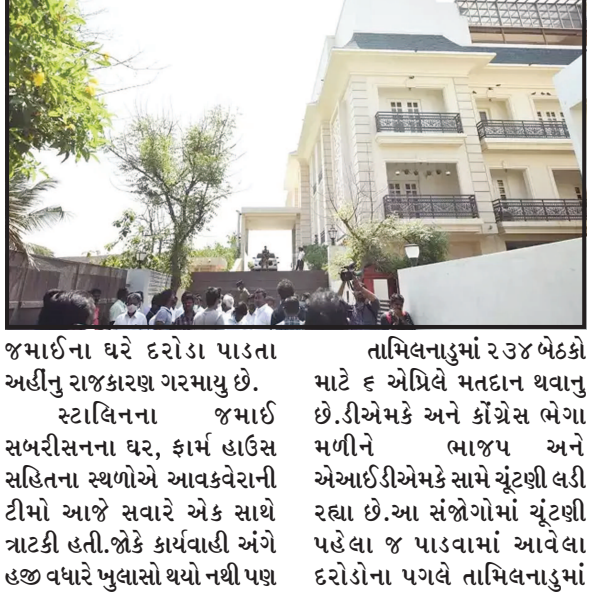 જમાઈના ઘરે દરોડા પાડતા
અહીંનુ રાજકારણ ગરમાયુ છે.
સ્ટાલિનના જમાઈ
સબરીસનના ઘર, ફાર્મ હાઉસ
સહિતના સ્થળોએ આવકવેરાની
ટીમો આજે સવારે એક સાથે
ત્રાટકી હતી.જોકે કાર્યવાહી અંગે
હજી વધારે ખુલાસો થયો નથી પણ
તામિલનાડુમાં ૨૩૪ બેઠકો
માટે ૬ એપ્રિલે મતદાન થવાનુ
છે.ડીએમકે અને કોંગ્રેસ ભેગા
મળીને ભાજપ અને
એઆઈડીએમકે સામે ચૂંટણી લડી
રહ્યા છે.આ સંજોગોમાં ચૂંટણી
પહેલા જ પાડવામાં આવેલા
દરોડોના પગલે તામિલનાડુમાં